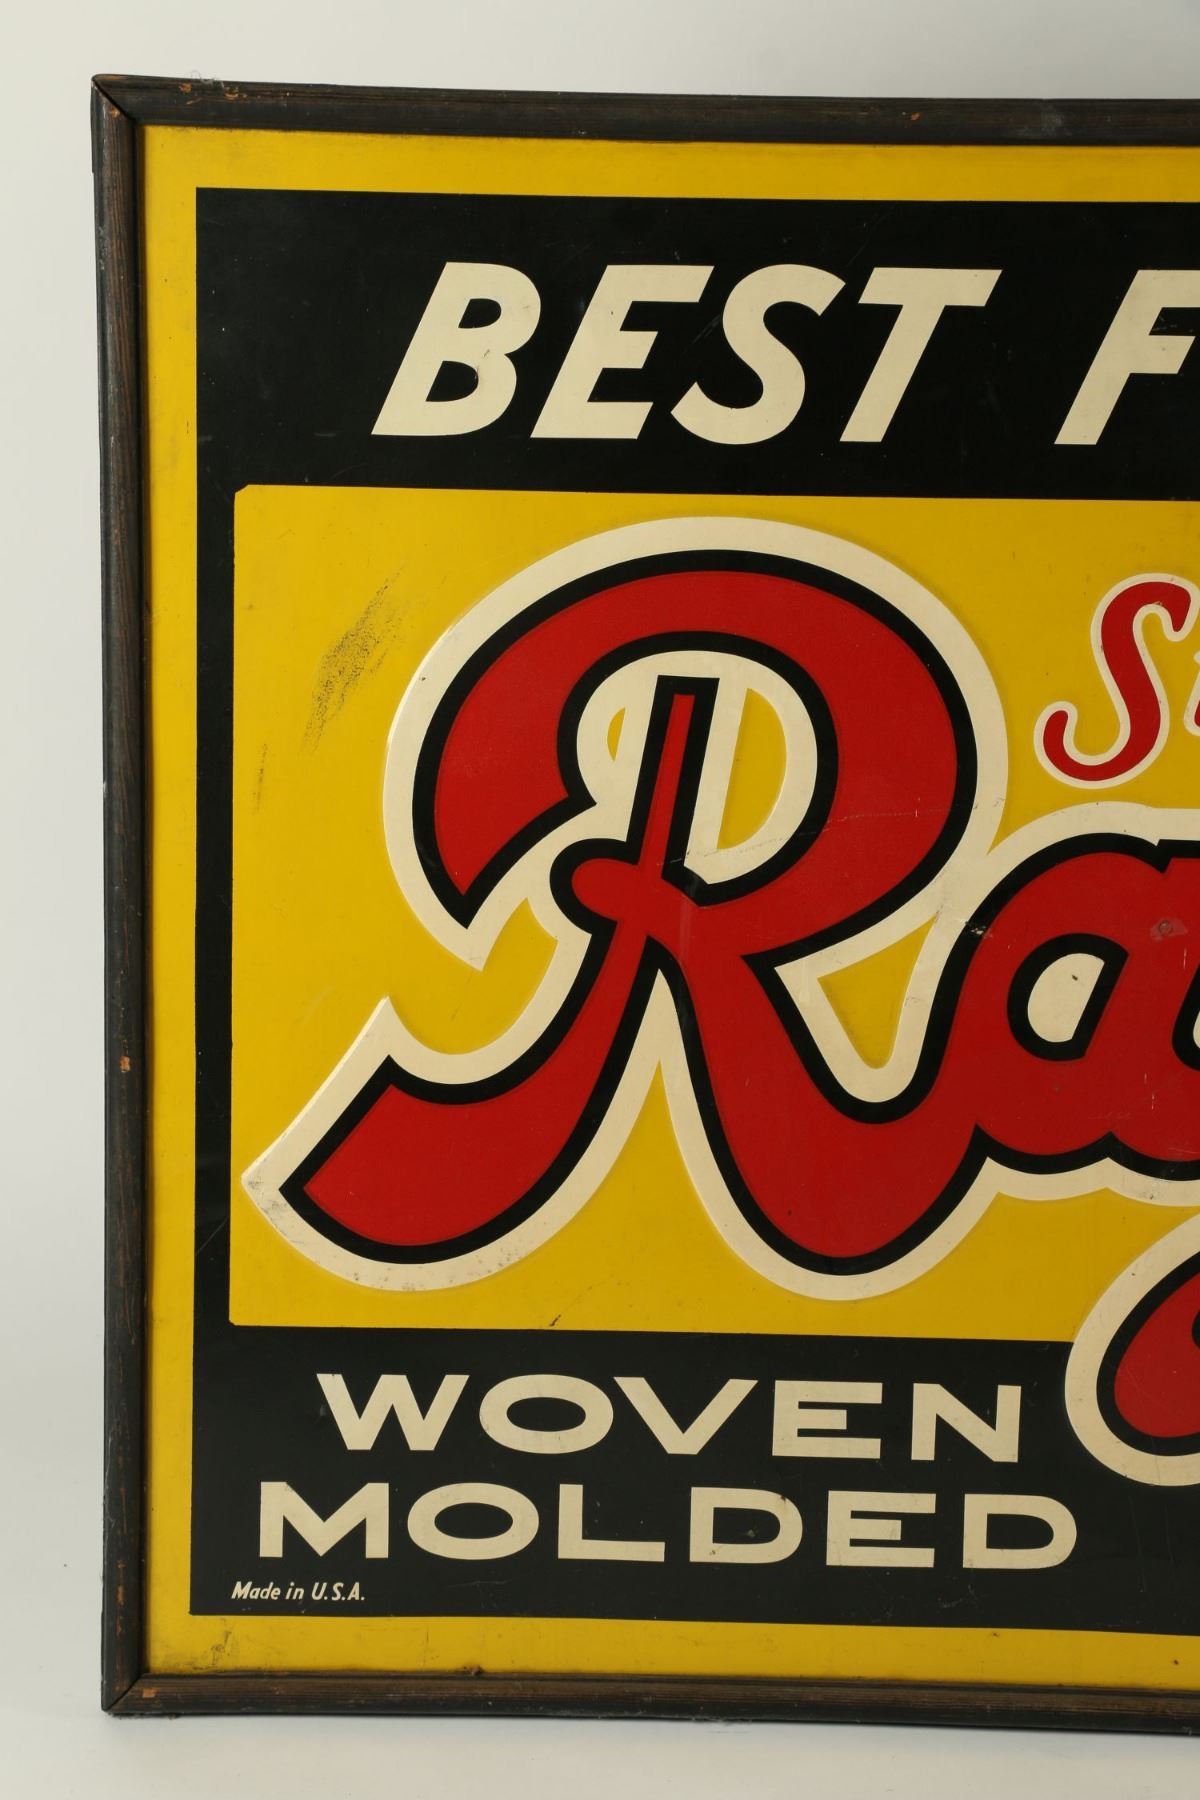 BEST F
S
Ra
WOVEN
MOLDED
Made in U.S.A.